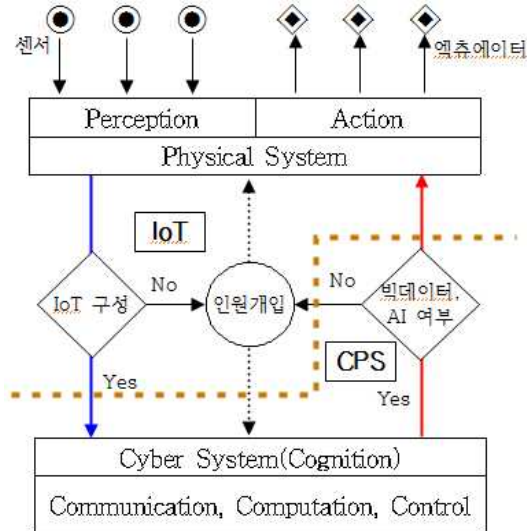 센서
엑츄에이터
Perception
Action
Physical System
IoT
No
No
IoT 구성
인원개입
빅데이터,
AI 여부
CPS
Yes
Yes
Cyber System(Cognition)
Communication, Computation, Control